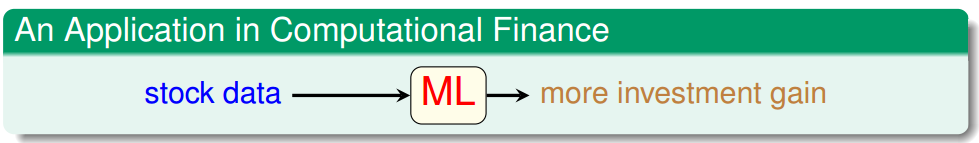 An Application in Computational Finance
stock data ML more investment gain